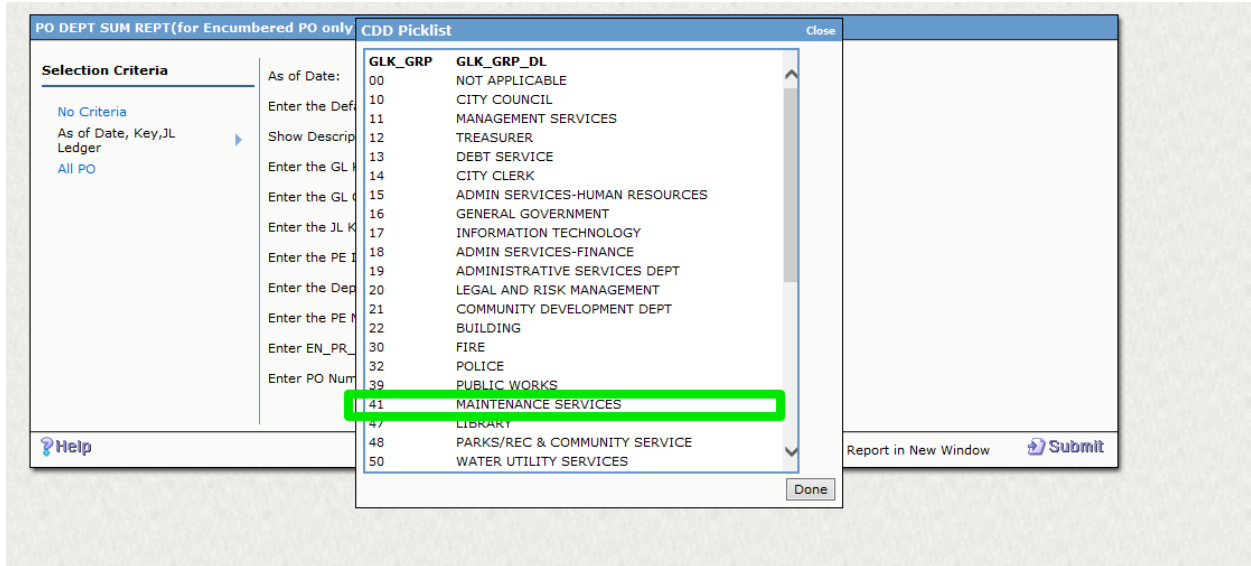 PO DEPT SUM REPT(for Encumbered PO only
Selection Criteria
No Criteria
As of Date, Key,JL
Ledger
All PO
As of Date:
Enter the Defa
Show Descrip
Enter the GL
Enter the GL
Enter the JL K
Enter the PE I
Enter the Dep
Enter the PE
Enter EN_PR_
Enter PO Num
CDD Picklist Close
GLK_GRP GLK_GRP_DL
00 NOT APPLICABLE
10 CITY COUNCIL
11 MANAGEMENT SERVICES
12 TREASURER
13 DEBT SERVICE
14 CITY CLERK
15 ADMIN SERVICES-HUMAN RESOURCES
16 GENERAL GOVERNMENT
17 INFORMATION TECHNOLOGY
18 ADMIN SERVICES-FINANCE
19 ADMINISTRATIVE SERVICES DEPT
20 LEGAL AND RISK MANAGEMENT
21 COMMUNITY DEVELOPMENT DEPT
22 BUILDING
30 FIRE
32 POLICE
39 PUBLIC WORKS
41 MAINTENANCE SERVICES
47 LIBRARY
48 PARKS/REC & COMMUNITY SERVICE
50 WATER UTILITY SERVICES
Done
Help
Report in New Window
Submit